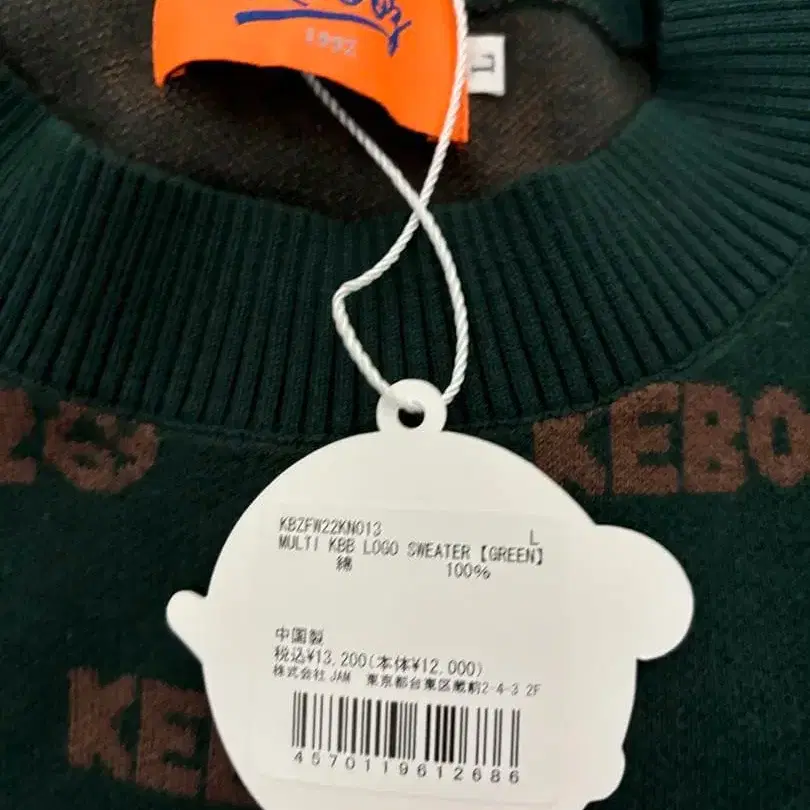 1992
L
KEBO
KBZFW22KN013
L
MULTI KBB LOGO SWEATER【GREEN】
綿 100%
中国製
税込¥13,200(本体¥12,000)
株式会社JAM 東京都台東区蔵前2-4-3 2F
4570119612686
KE